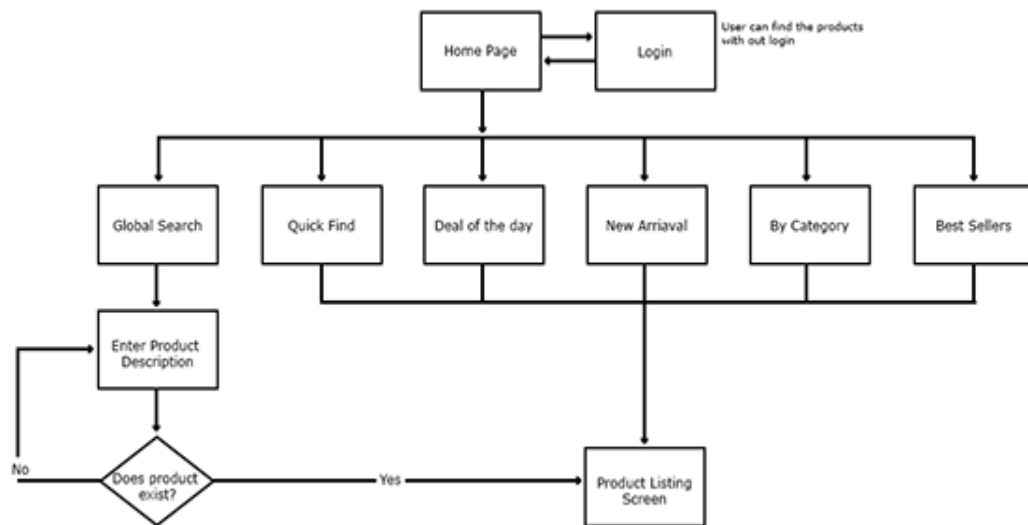 Home Page
Login
User can find the products
with out login
Global Search
Quick Find
Deal of the day
New Arriaval
By Category
Best Sellers
Enter Product
Description
No
Does product
exist?
Yes
Product Listing
Screen